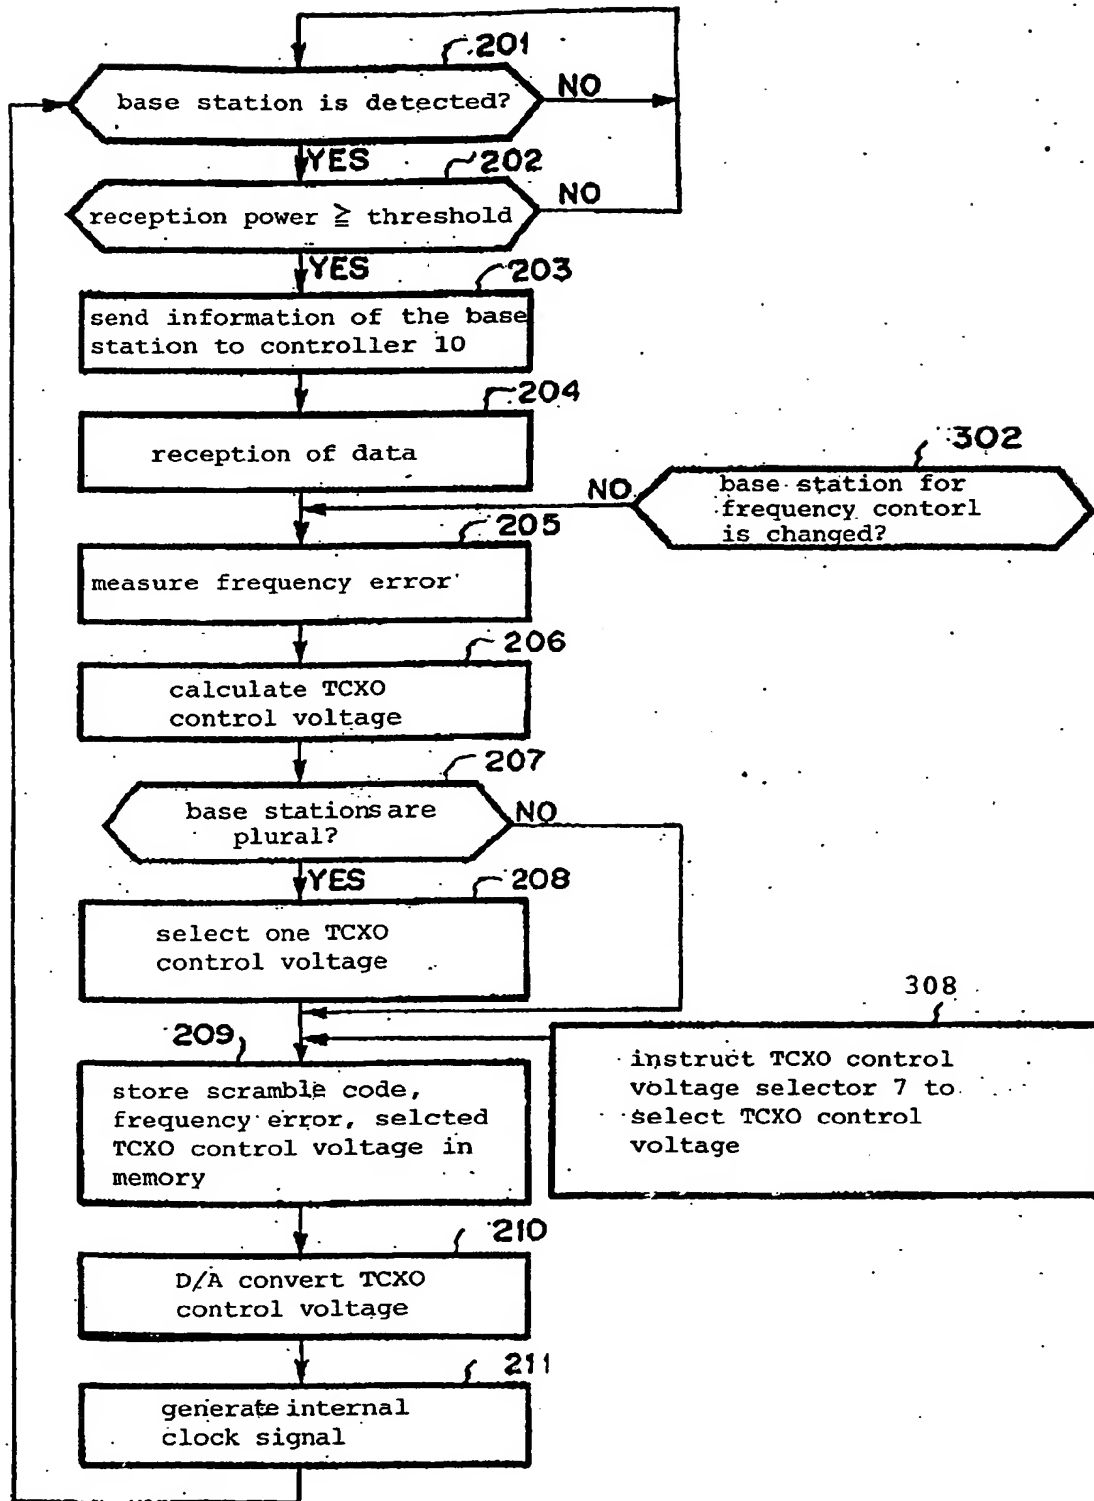 201
base station is detected?
NO
YES
202
reception power ≧ threshold
NO
YES
203
send information of the base
station to controller 10
204
reception of data
302
base station for
frequency contorl
is changed?
NO
205
measure frequency error
206
calculate TCXO
control voltage
207
base stations are
plural?
NO
YES
208
select one TCXO
control voltage
308
instruct TCXO control
voltage selector 7 to
select TCXO control
voltage
209
store scramble code,
frequency error, selcted
TCXO control voltage in
memory
210
D/A convert TCXO
control voltage
211
generate internal
clock signal